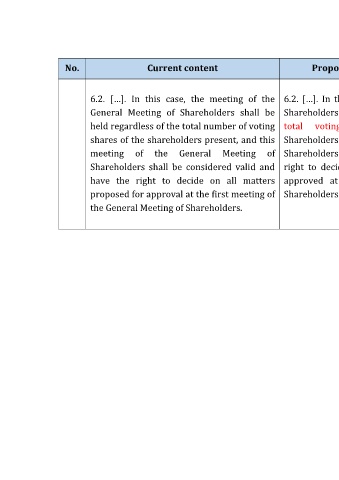 No.
Current content
Propo
6.2. […]. In this case, the meeting of the
General Meeting of Shareholders shall be
held regardless of the total number of voting
shares of the shareholders present, and this
meeting of the General Meeting of
Shareholders shall be considered valid and
have the right to decide on all matters
proposed for approval at the first meeting of
the General Meeting of Shareholders.
6.2. […]. In th
Shareholders
total voting
Shareholders
Shareholders
right to deci
approved at
Shareholders